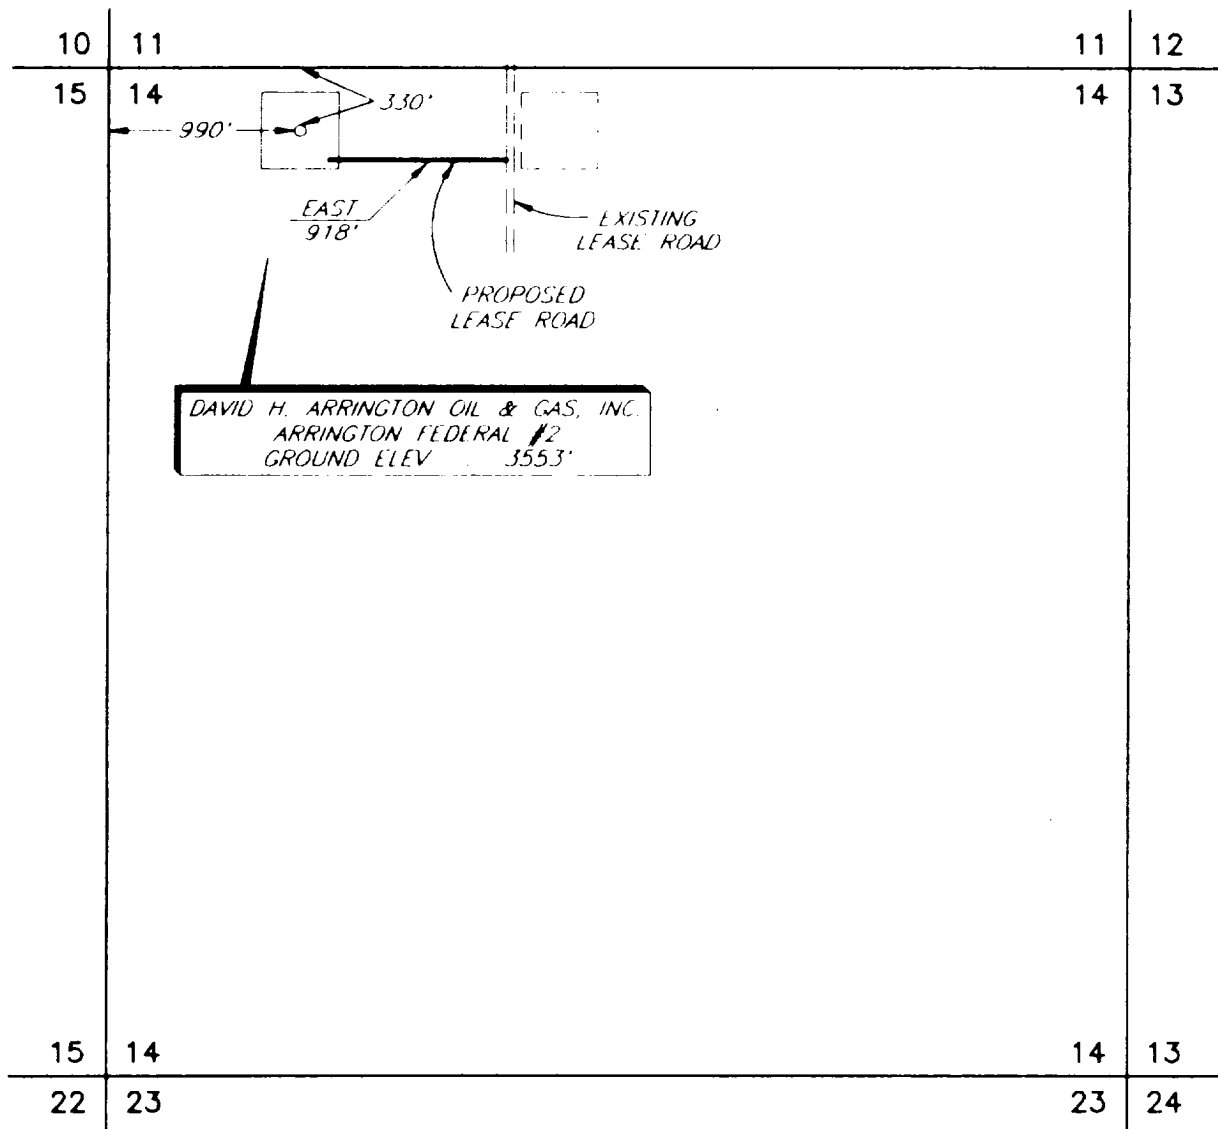 10 11 11 12
15 14 14 13
330'
990'
EAST
918'
EXISTING
LEASE ROAD
PROPOSED
LEASE ROAD
DAVID H. ARRINGTON OIL & GAS, INC.
ARRINGTON FEDERAL #2
GROUND ELEV 3553'
15 14 14 13
22 23 23 24